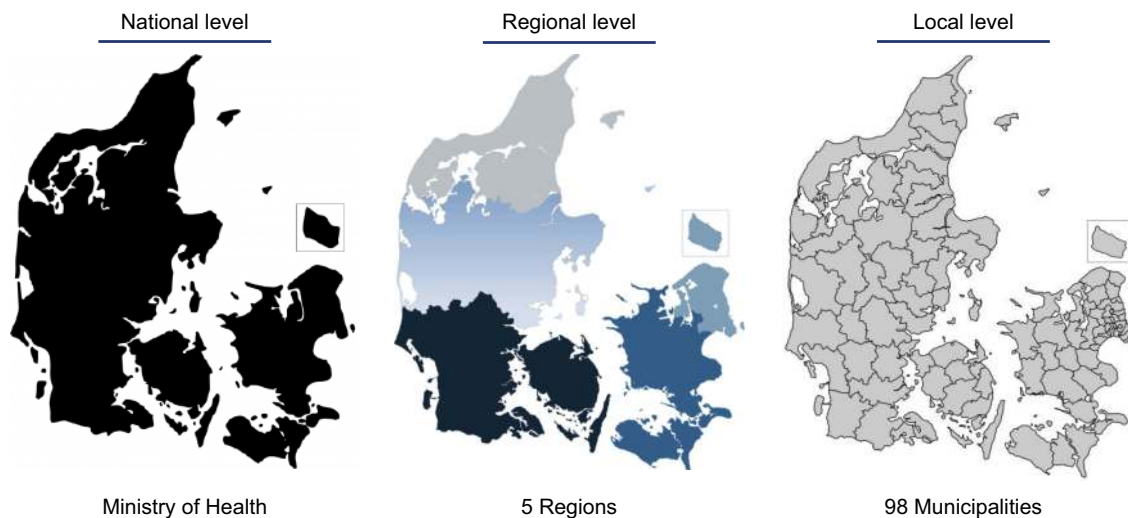 National level
Regional level
Local level
Ministry of Health
5 Regions
98 Municipalities